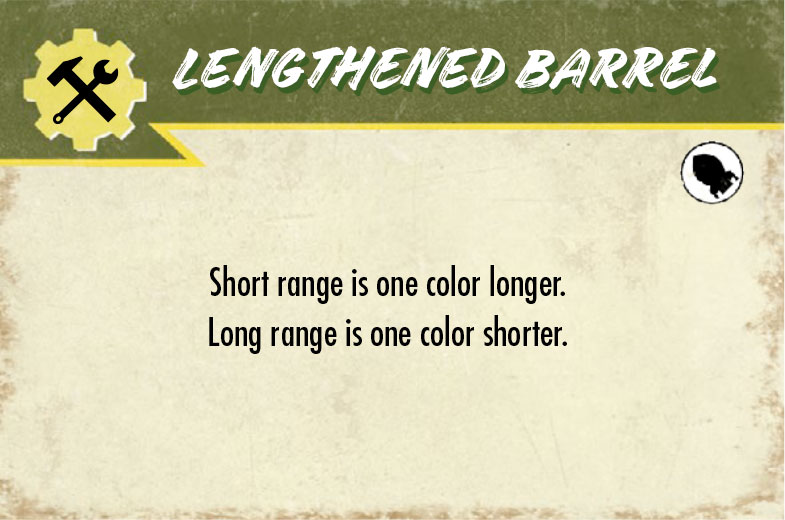 LENGTHENED BARREL
Short range is one color longer.
Long range is one color shorter.